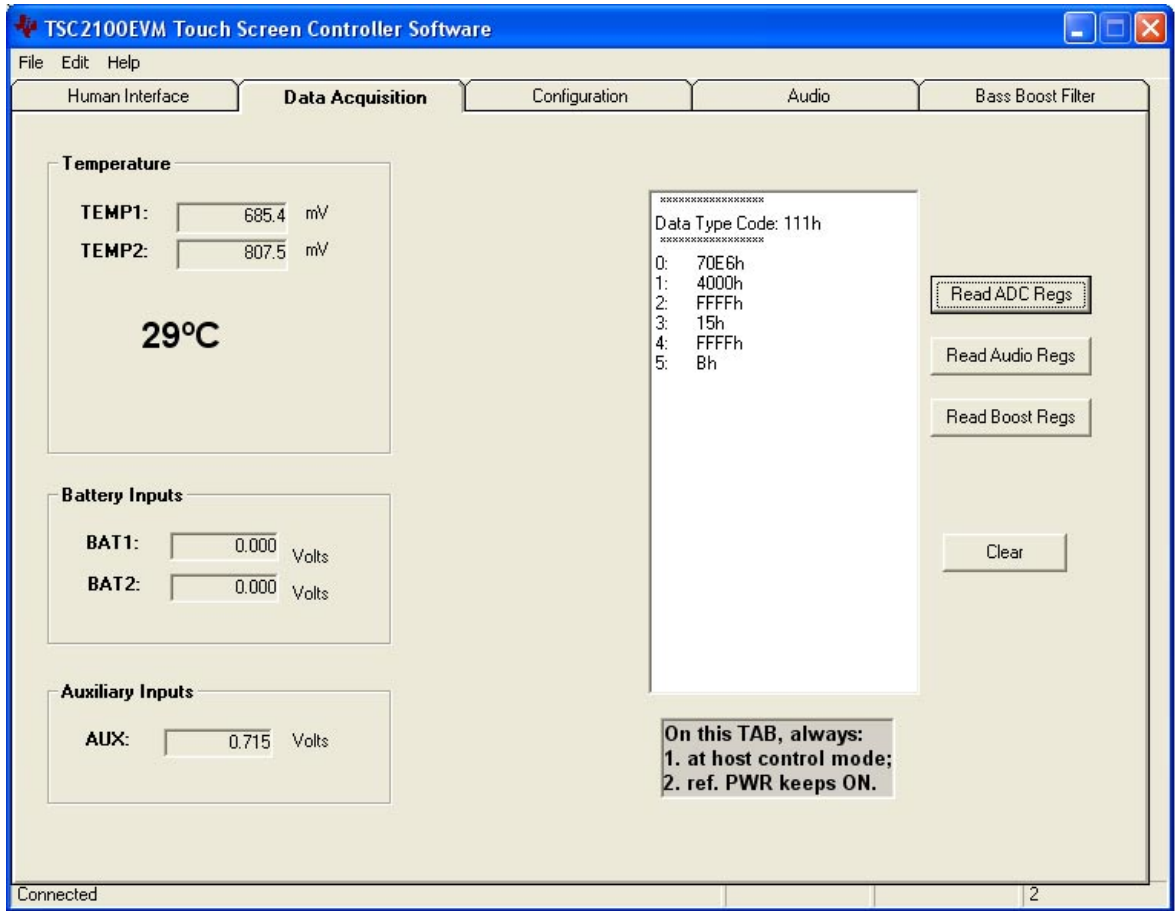 TSC2100EVM Touch Screen Controller Software
File Edit Help
Human Interface Data Acquisition Configuration Audio Bass Boost Filter
Temperature
TEMP1: 685.4 mV
TEMP2: 807.5 mV
29ºC
Battery Inputs
BAT1: 0.000 Volts
BAT2: 0.000 Volts
Auxiliary Inputs
AUX: 0.715 Volts
*****************
Data Type Code: 111h
*****************
0: 70E6h
1: 4000h
2: FFFFh
3: 15h
4: FFFFh
5: Bh
Read ADC Regs
Read Audio Regs
Read Boost Regs
Clear
On this TAB, always:
1. at host control mode;
2. ref. PWR keeps ON.
Connected 2